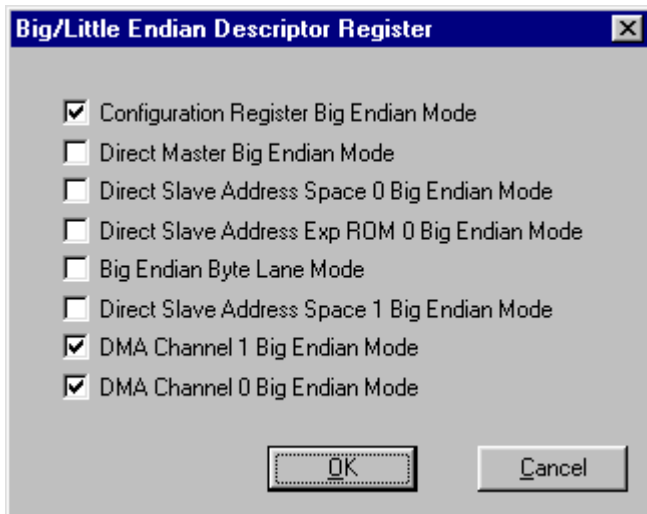 Big/Little Endian Descriptor Register
Configuration Register Big Endian Mode
Direct Master Big Endian Mode
Direct Slave Address Space 0 Big Endian Mode
Direct Slave Address Exp ROM 0 Big Endian Mode
Big Endian Byte Lane Mode
Direct Slave Address Space 1 Big Endian Mode
DMA Channel 1 Big Endian Mode
DMA Channel 0 Big Endian Mode
OK Cancel